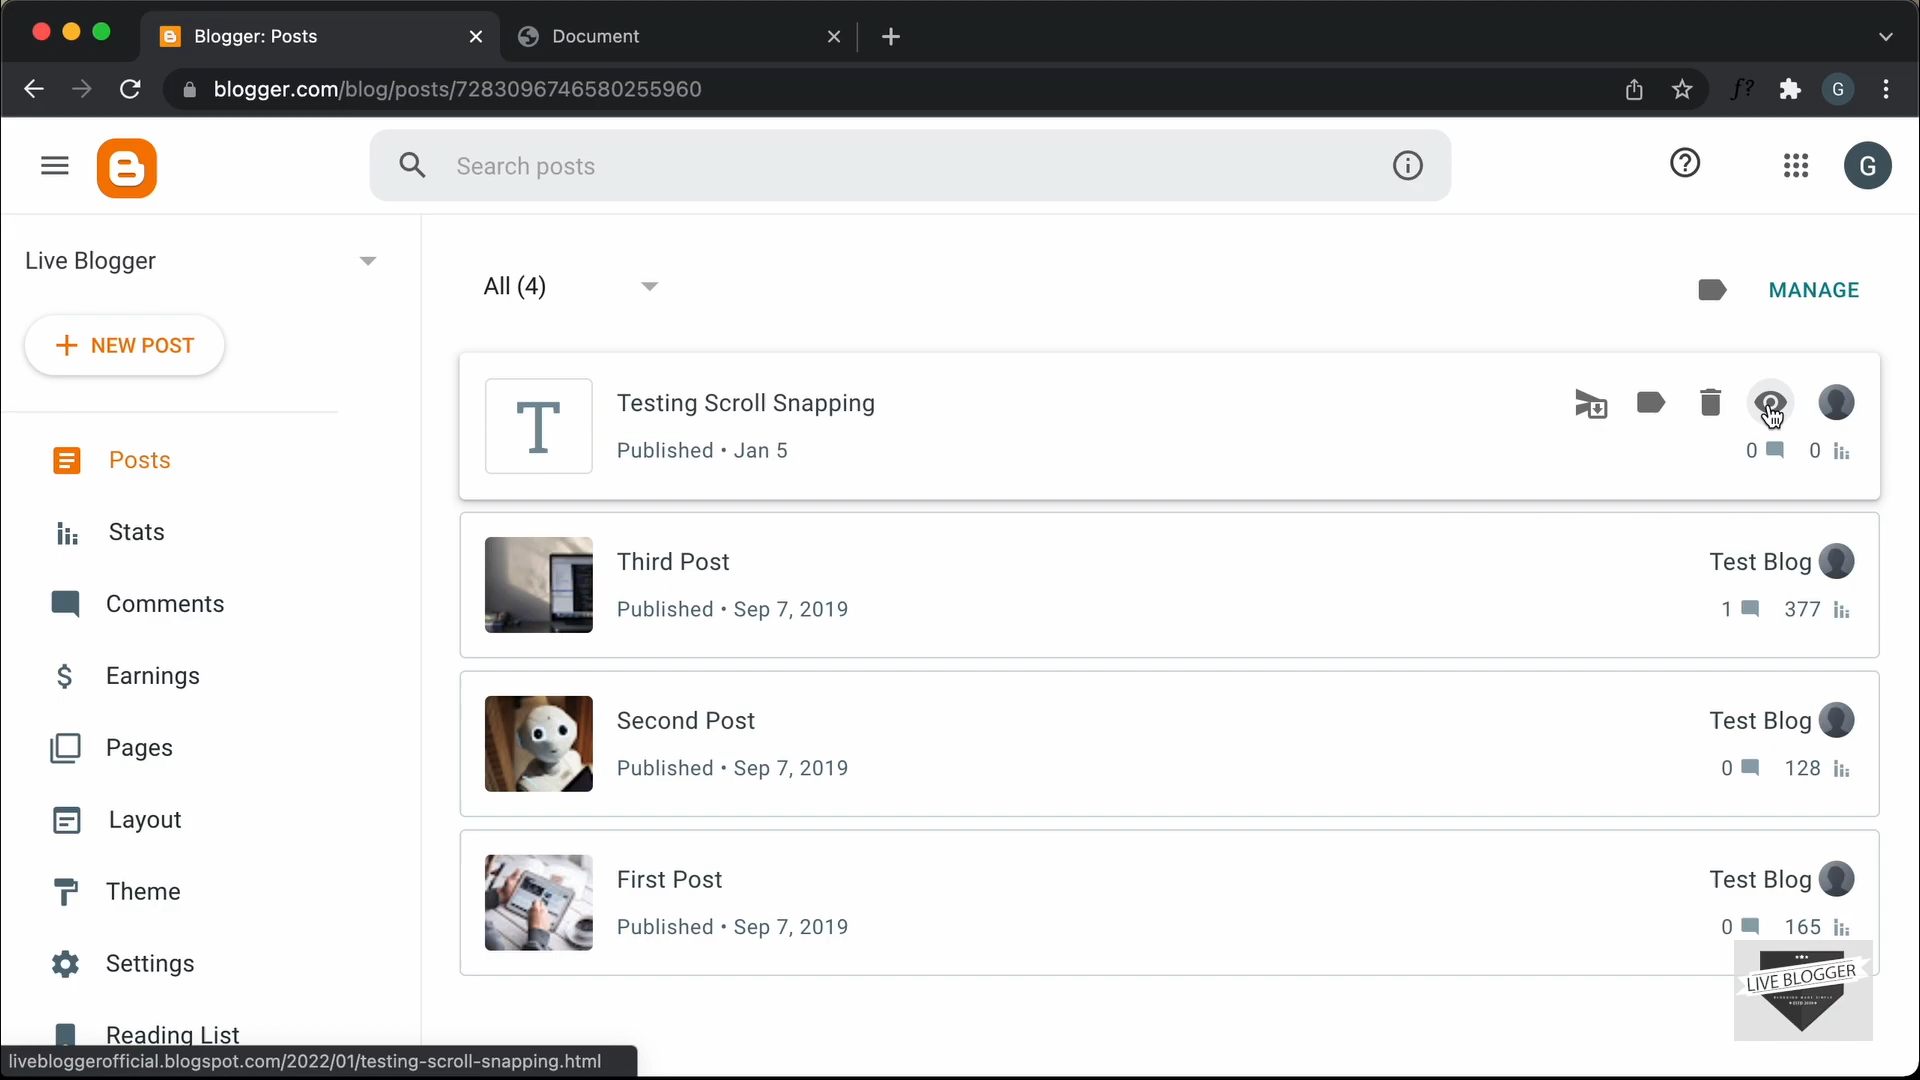 Blogger: Posts
Document
blogger.com/blog/posts/7283096746580255960
f?
G
Search posts
G
Live Blogger
All (4)
MANAGE
+ NEW POST
T
Testing Scroll Snapping
Published • Jan 5
0 0
Posts
Stats
Third Post
Test Blog
Published • Sep 7, 2019
1 377
Comments
Earnings
Second Post
Test Blog
Published • Sep 7, 2019
0 128
Pages
Layout
First Post
Test Blog
Published • Sep 7, 2019
0 165
Theme
Settings
LIVE BLOGGER
Reading List
livebloggerofficial.blogspot.com/2022/01/testing-scroll-snapping.html